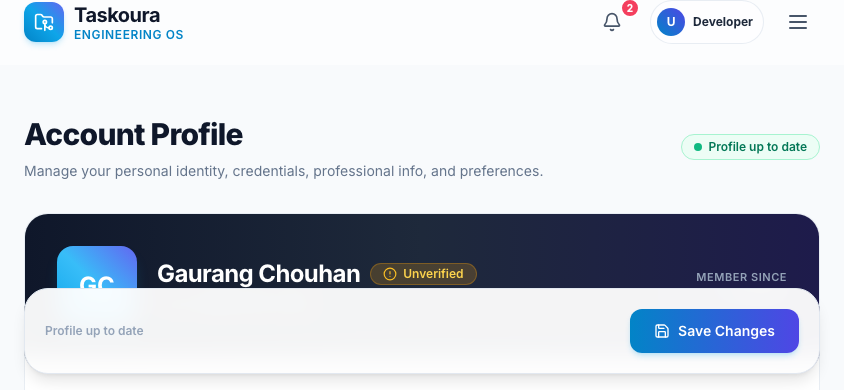 Taskoura
ENGINEERING OS
2
U
Developer
Account Profile
Manage your personal identity, credentials, professional info, and preferences.
Profile up to date
GC
Gaurang Chouhan
Unverified
MEMBER SINCE
Profile up to date
Save Changes